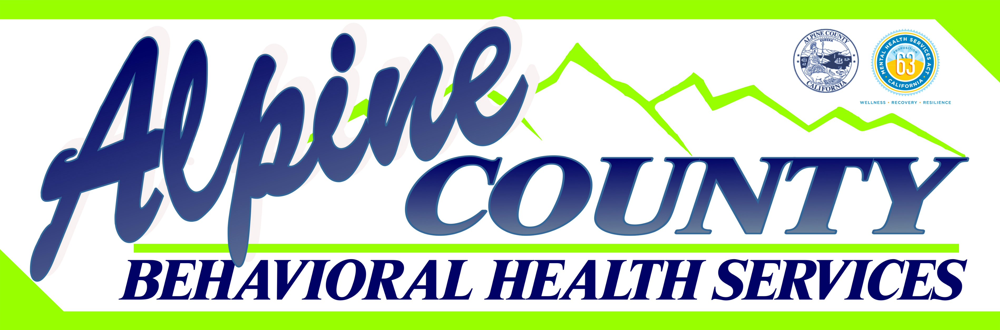 Alpine
COUNTY
BEHAVIORAL HEALTH SERVICES
ALPINE COUNTY
EUREKA
1864
CALIFORNIA
MENTAL HEALTH SERVICES ACT
PROPOSITION
63
• CALIFORNIA •
WELLNESS • RECOVERY • RESILIENCE